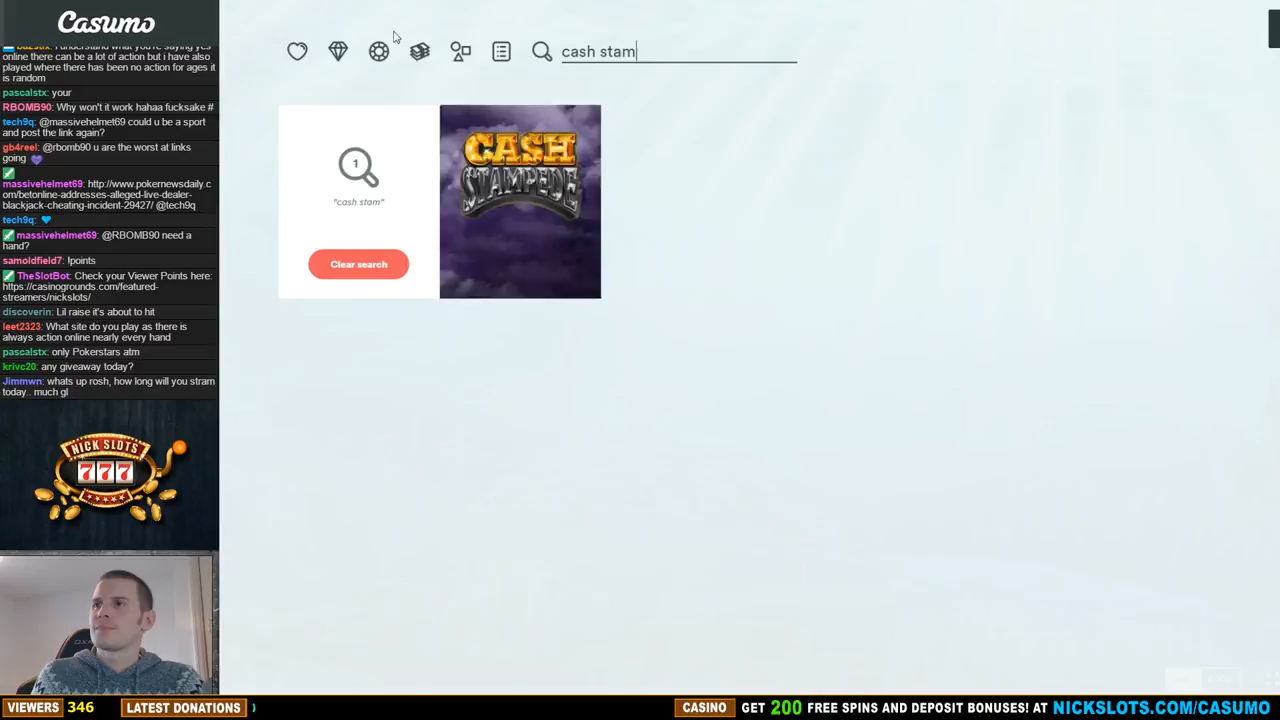 Casumo
online there can be a lot of action but i have also
played where there has been no action for ages it
is random
pascalstx: your
RBOMB90: Why won't it work hahaa fucksake #
tech9q: @massivehelmet69 could u be a sport
and post the link again?
gb4reel: @rbomb90 u are the worst at links
going
massivehelmet69: http://www.pokernewsdaily.c
om/betonline-addresses-alleged-live-dealer-
blackjack-cheating-incident-29427/ @tech9q
tech9q:
massivehelmet69: @RBOMB90 need a
hand?
samoldfield7: !points
TheSlotBot: Check your Viewer Points here:
https://casinogrounds.com/featured-
streamers/nickslots/
discoverin: Lil raise it's about to hit
leet2323: What site do you play as there is
always action online nearly every hand
pascalstx: only Pokerstars atm
krivc20: any giveaway today?
Jimmwn: whats up rosh, how long will you stram
today.. much gl
NICK SLOTS
777
cash stam
1
"cash stam"
Clear search
CASH
STAMPEDE
VIEWERS 346 LATEST DONATIONS
CASINO GET 200 FREE SPINS AND DEPOSIT BONUSES! AT NICKSLOTS.COM/CASUMO